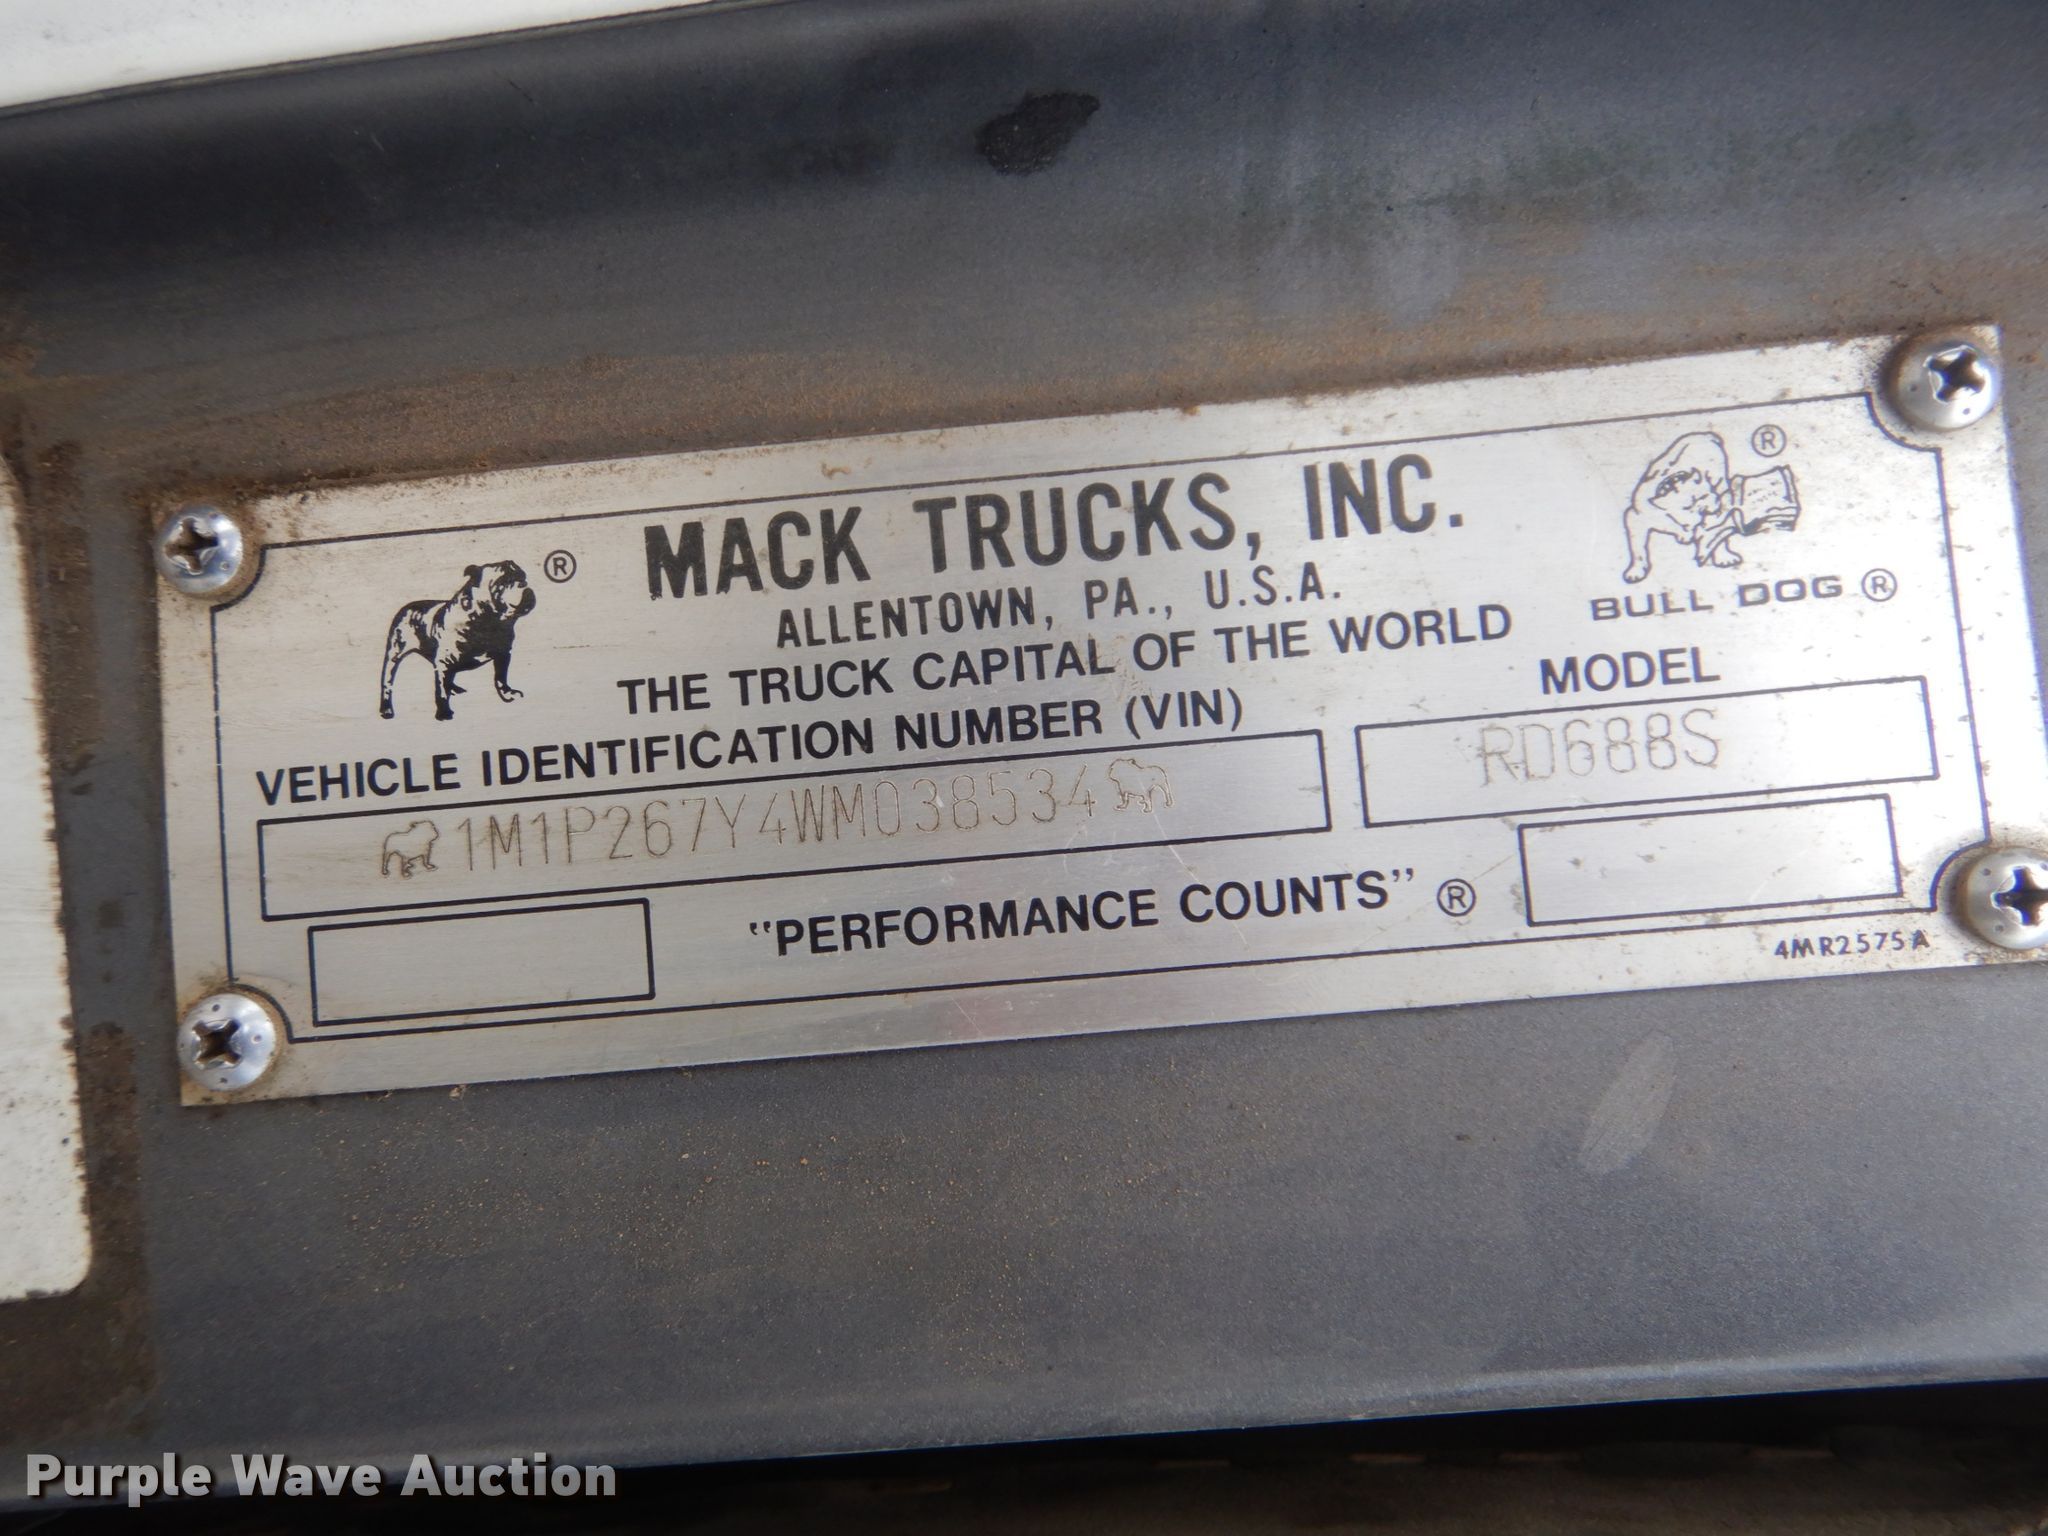 ® MACK TRUCKS, INC. ®
ALLENTOWN, PA., U.S.A.
BULL DOG ®
THE TRUCK CAPITAL OF THE WORLD
VEHICLE IDENTIFICATION NUMBER (VIN)
MODEL
1M1P267Y4WM038534
RD688S
"PERFORMANCE COUNTS" ®
4MR2575A
Purple Wave Auction